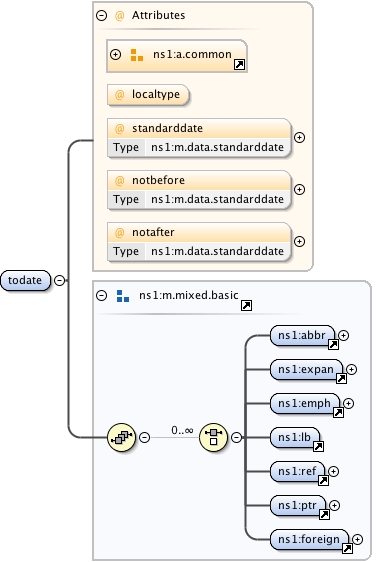 Attributes
ns1:a.common
@ localtype
@ standarddate
Type ns1:m.data.standarddate
@ notbefore
Type ns1:m.data.standarddate
@ notafter
Type ns1:m.data.standarddate
todate
ns1:m.mixed.basic
0..∞
ns1:abbr
ns1:expan
ns1:emph
ns1:lb
ns1:ref
ns1:ptr
ns1:foreign